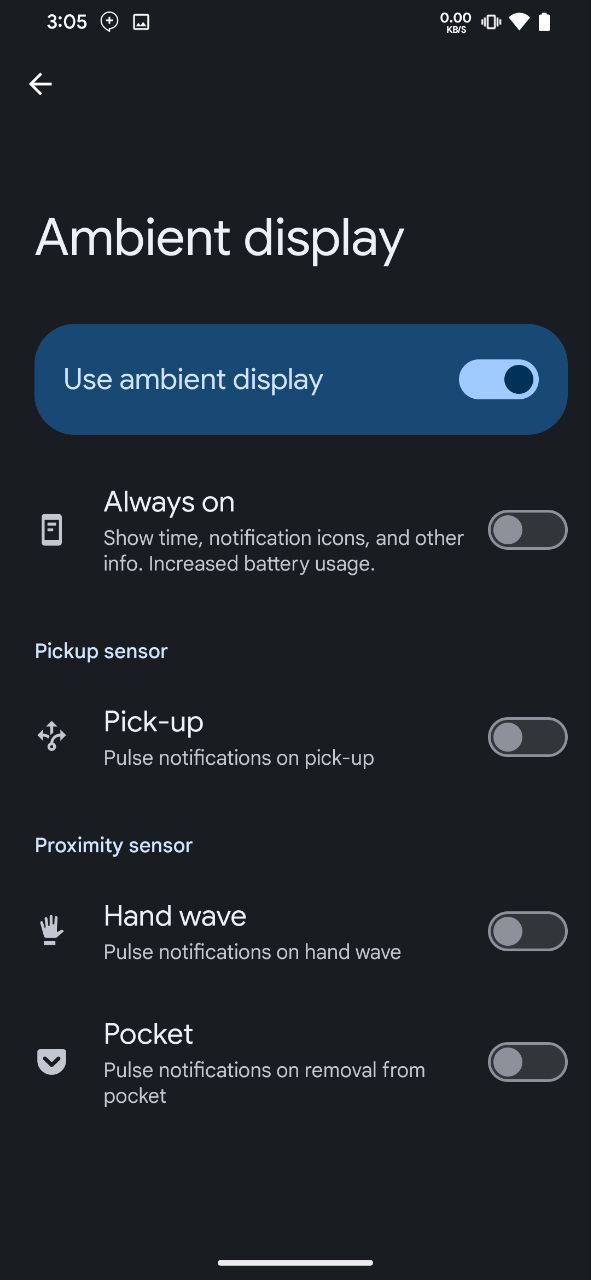 3:05
0.00
KB/S
Ambient display
Use ambient display
Always on
Show time, notification icons, and other
info. Increased battery usage.
Pickup sensor
Pick-up
Pulse notifications on pick-up
Proximity sensor
Hand wave
Pulse notifications on hand wave
Pocket
Pulse notifications on removal from
pocket